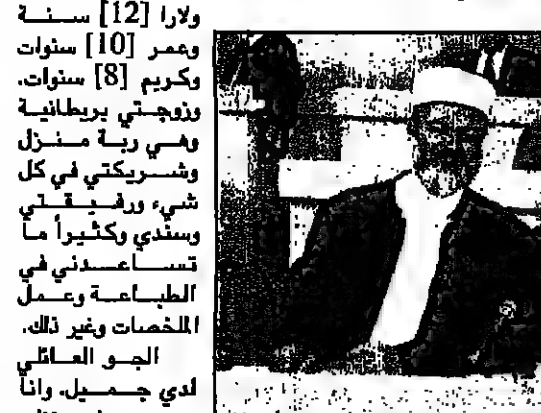 ولارا [12] سنة
وعمر [10] سنوات
وكريم [8] سنوات.
وزوجتي بريطانية
وهي ربة منزل
وشريكتي في كل
شيء ورفيقتي
وسندي وكثيراً ما
تساعدني في
الطباعة وعمل
الملخصات وغير ذلك.
الجو العائلي
لدي جميل. وانا